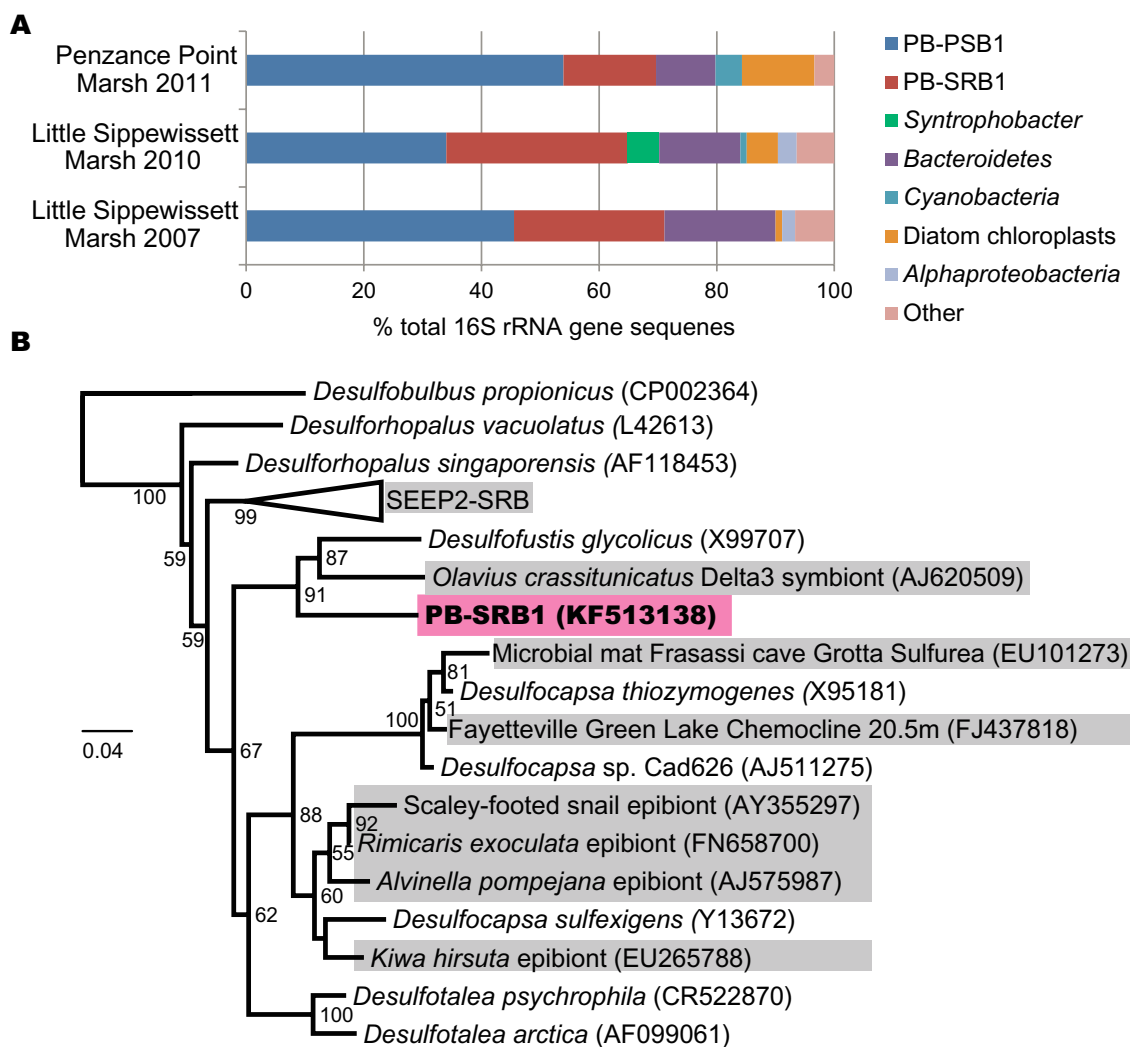 A
Penzance Point
Marsh 2011
Little Sippewissett
Marsh 2010
Little Sippewissett
Marsh 2007
0 20 40 60 80 100
% total 16S rRNA gene sequenes
PB-PSB1
PB-SRB1
Syntrophobacter
Bacteroidetes
Cyanobacteria
Diatom chloroplasts
Alphaproteobacteria
Other
B
Desulfobulbus propionicus (CP002364)
Desulforhopalus vacuolatus (L42613)
Desulforhopalus singaporensis (AF118453)
100
SEEP2-SRB
99
Desulfofustis glycolicus (X99707)
59
87
Olavius crassitunicatus Delta3 symbiont (AJ620509)
91
PB-SRB1 (KF513138)
59
Microbial mat Frasassi cave Grotta Sulfurea (EU101273)
81
Desulfocapsa thiozymogenes (X95181)
51
100
Fayetteville Green Lake Chemocline 20.5m (FJ437818)
0.04
67
Desulfocapsa sp. Cad626 (AJ511275)
Scaley-footed snail epibiont (AY355297)
88
92
Rimicaris exoculata epibiont (FN658700)
55
Alvinella pompejana epibiont (AJ575987)
60
62
Desulfocapsa sulfexigens (Y13672)
Kiwa hirsuta epibiont (EU265788)
Desulfotalea psychrophila (CR522870)
100
Desulfotalea arctica (AF099061)